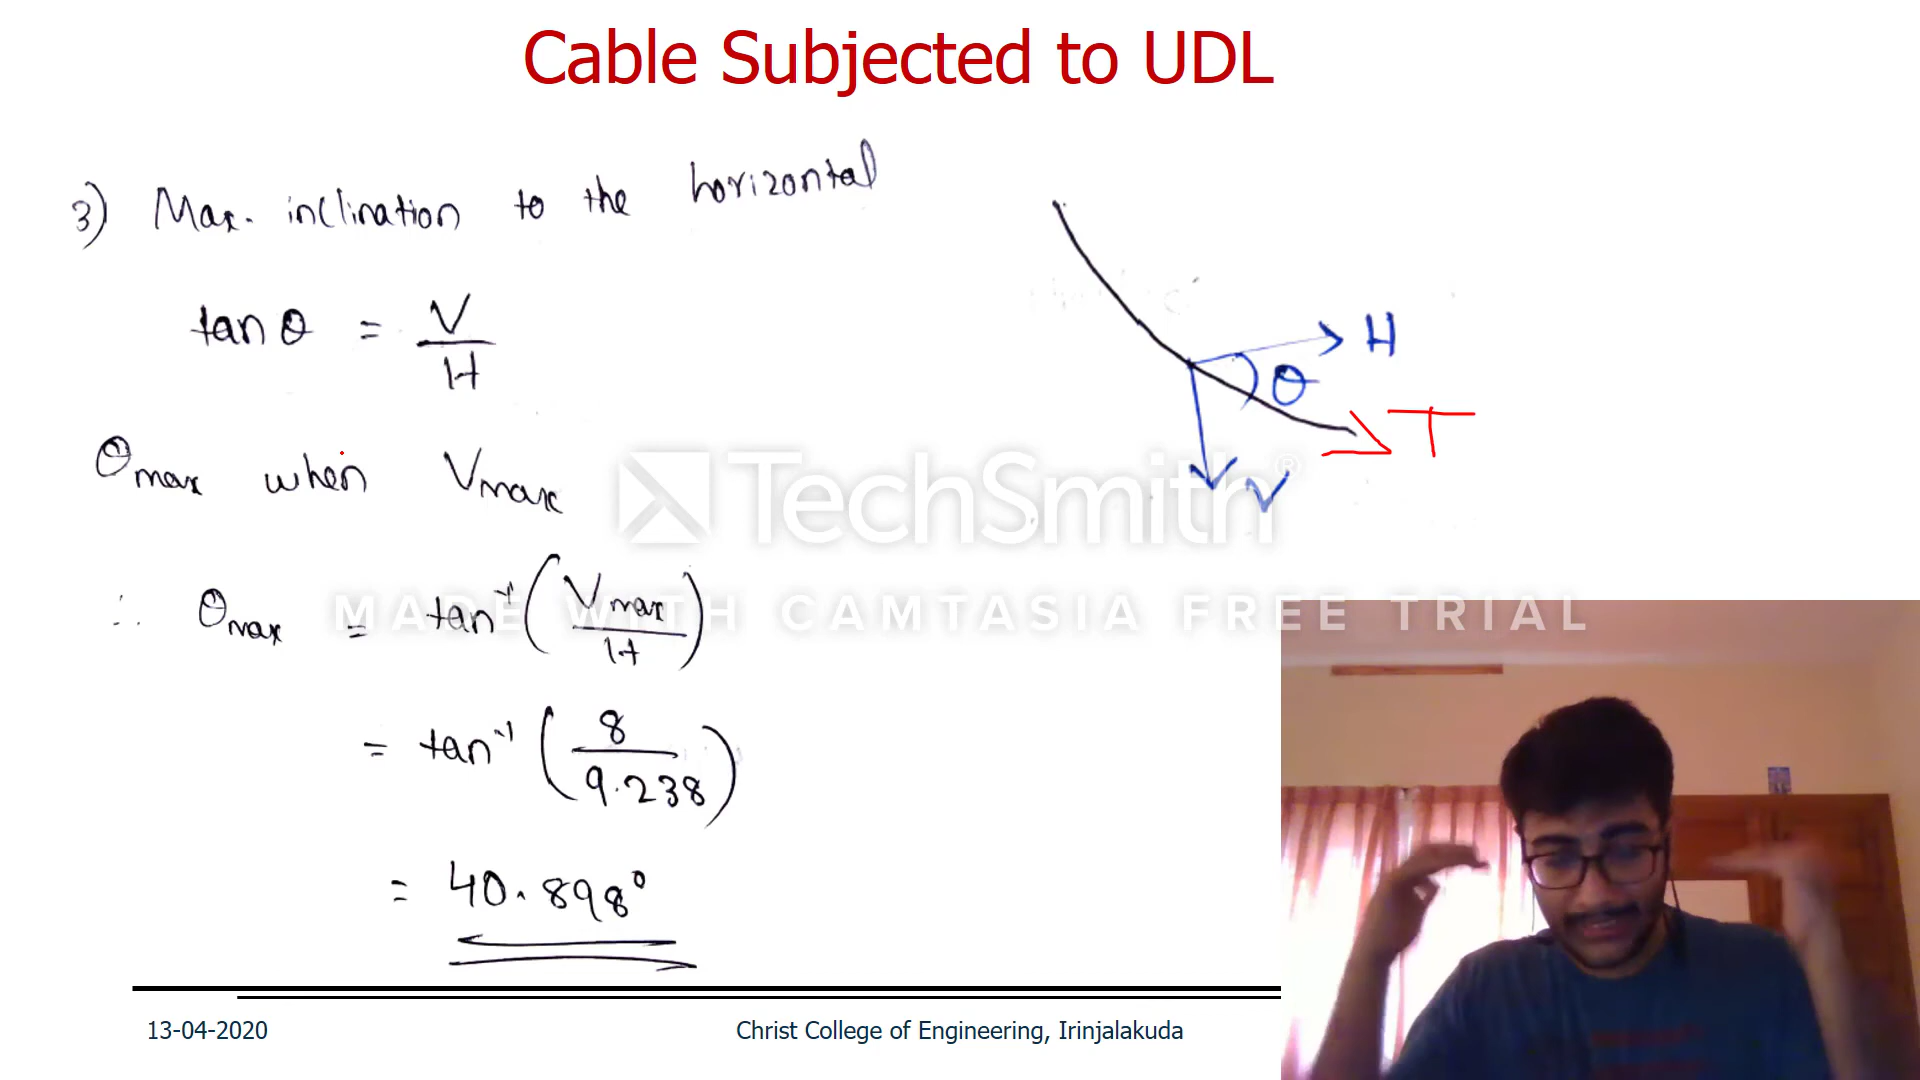 Cable Subjected to UDL
3) Max. inclination to the horizontal
tan θ = V / H
θmax when Vmax
∴ θmax = tan⁻¹ (Vmax / H)
= tan⁻¹ (8 / 9.238)
= 40.898°
H
θ
T
V
TechSmith®
MADE WITH CAMTASIA FREE TRIAL
13-04-2020
Christ College of Engineering, Irinjalakuda